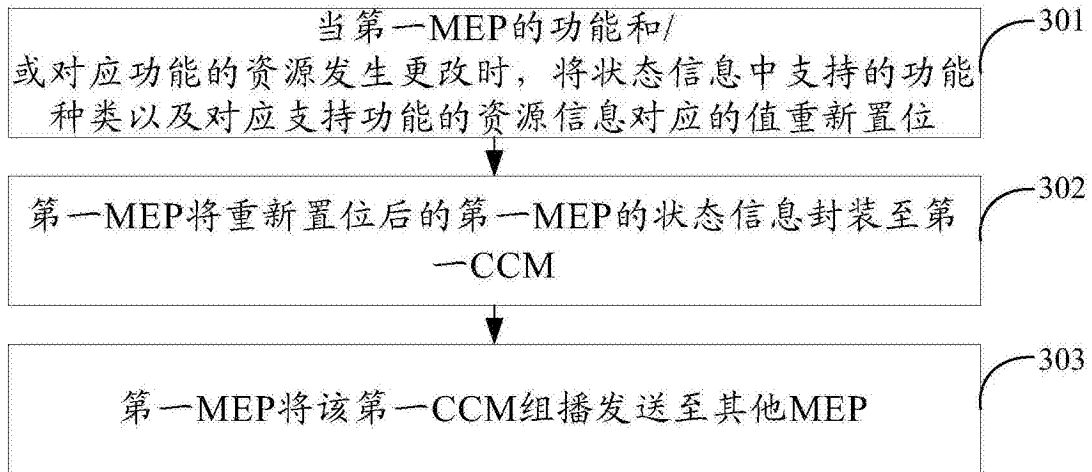 当第一MEP的功能和/
或对应功能的资源发生更改时，将状态信息中支持的功能
种类以及对应支持功能的资源信息对应的值重新置位
301
第一MEP将重新置位后的第一MEP的状态信息封装至第
一CCM
302
第一MEP将该第一CCM组播发送至其他MEP
303